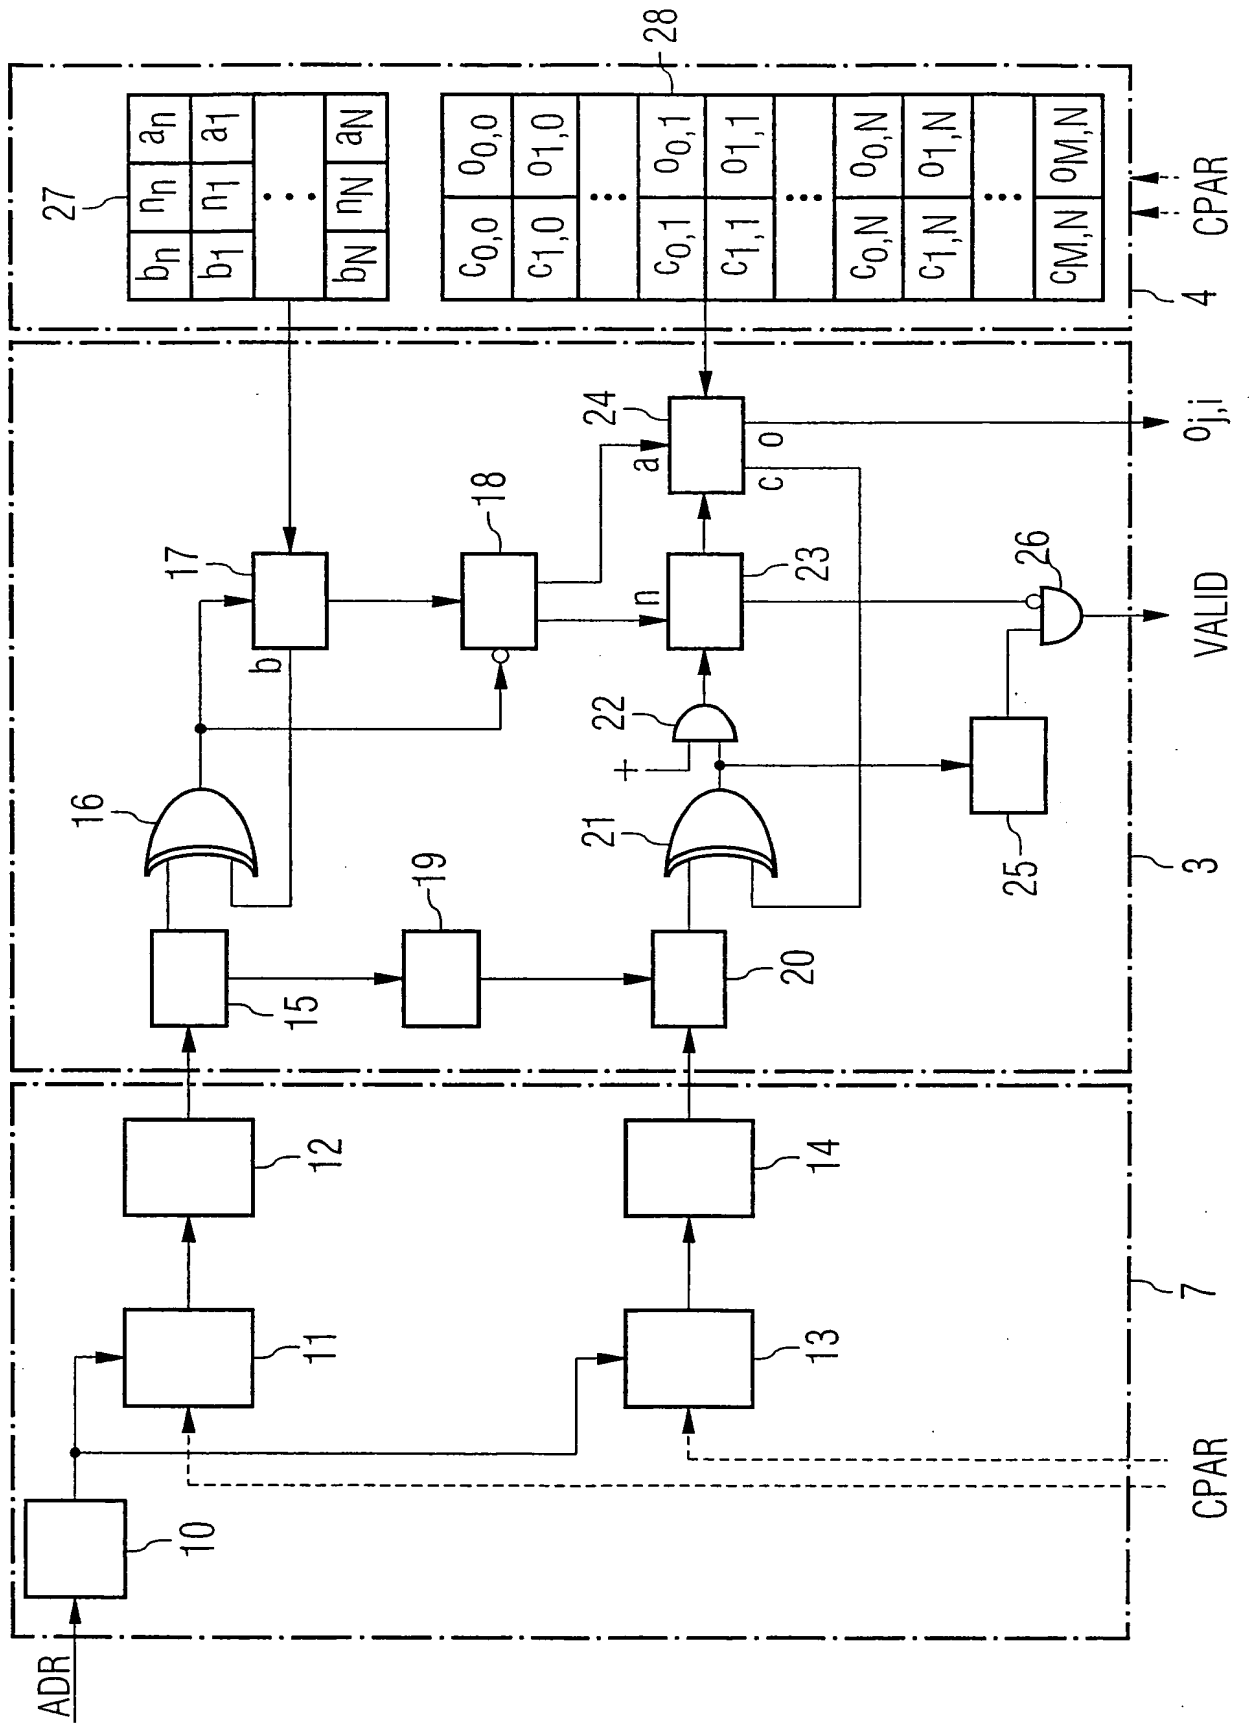 ADR
10
11
12
13
14
CPAR
7
15
16
17
b
18
19
20
21
22
+
n
23
a
24
o
c
25
26
VALID
oj,i
3
27
bn nn an
b1 n1 a1
...
bN nN aN
28
c0,0 o0,0
c1,0 o1,0
... ...
c0,1 o0,1
c1,1 o1,1
... ...
c0,N o0,N
c1,N o1,N
... ...
cM,N oM,N
4
CPAR